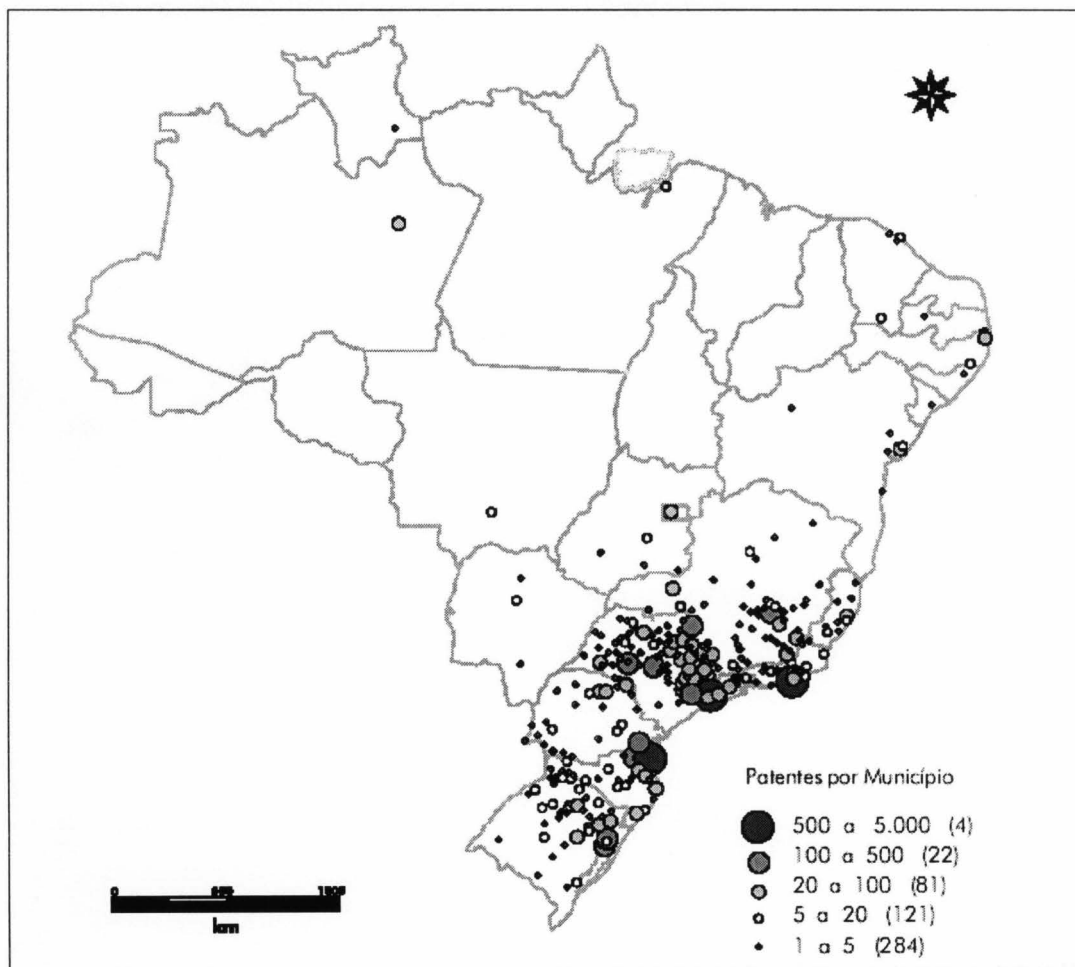 Patentes por Município
500 a 5.000 (4)
100 a 500 (22)
20 a 100 (81)
5 a 20 (121)
1 a 5 (284)
0
km